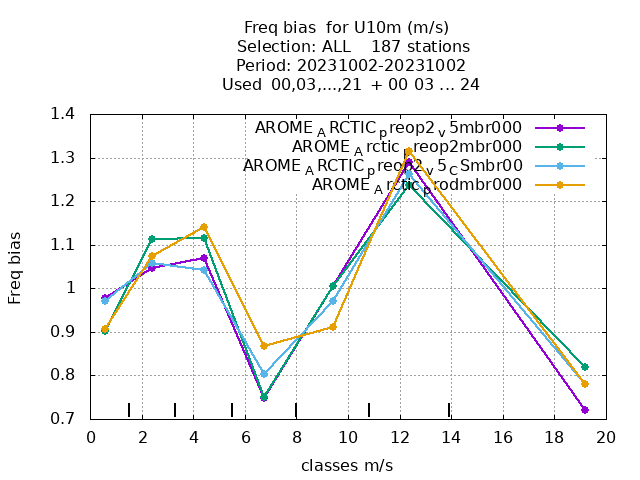 Freq bias  for U10m (m/s)
Selection: ALL    187 stations
Period: 20231002-20231002
Used  00,03,...,21  + 00 03 ... 24
AROME_ARCTIC_preop2_v5mbr000
AROME_Arctic_preop2mbr000
AROME_ARCTIC_preop2_v5_CSmbr00
AROME_Arctic_prodmbr000
Freq bias
1.4
1.3
1.2
1.1
1
0.9
0.8
0.7
0 2 4 6 8 10 12 14 16 18 20
classes m/s